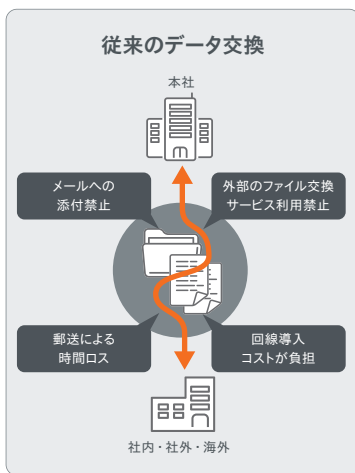 従来のデータ交換
本社
メールへの
添付禁止
外部のファイル交換
サービス利用禁止
郵送による
時間ロス
回線導入
コストが負担
社内・社外・海外